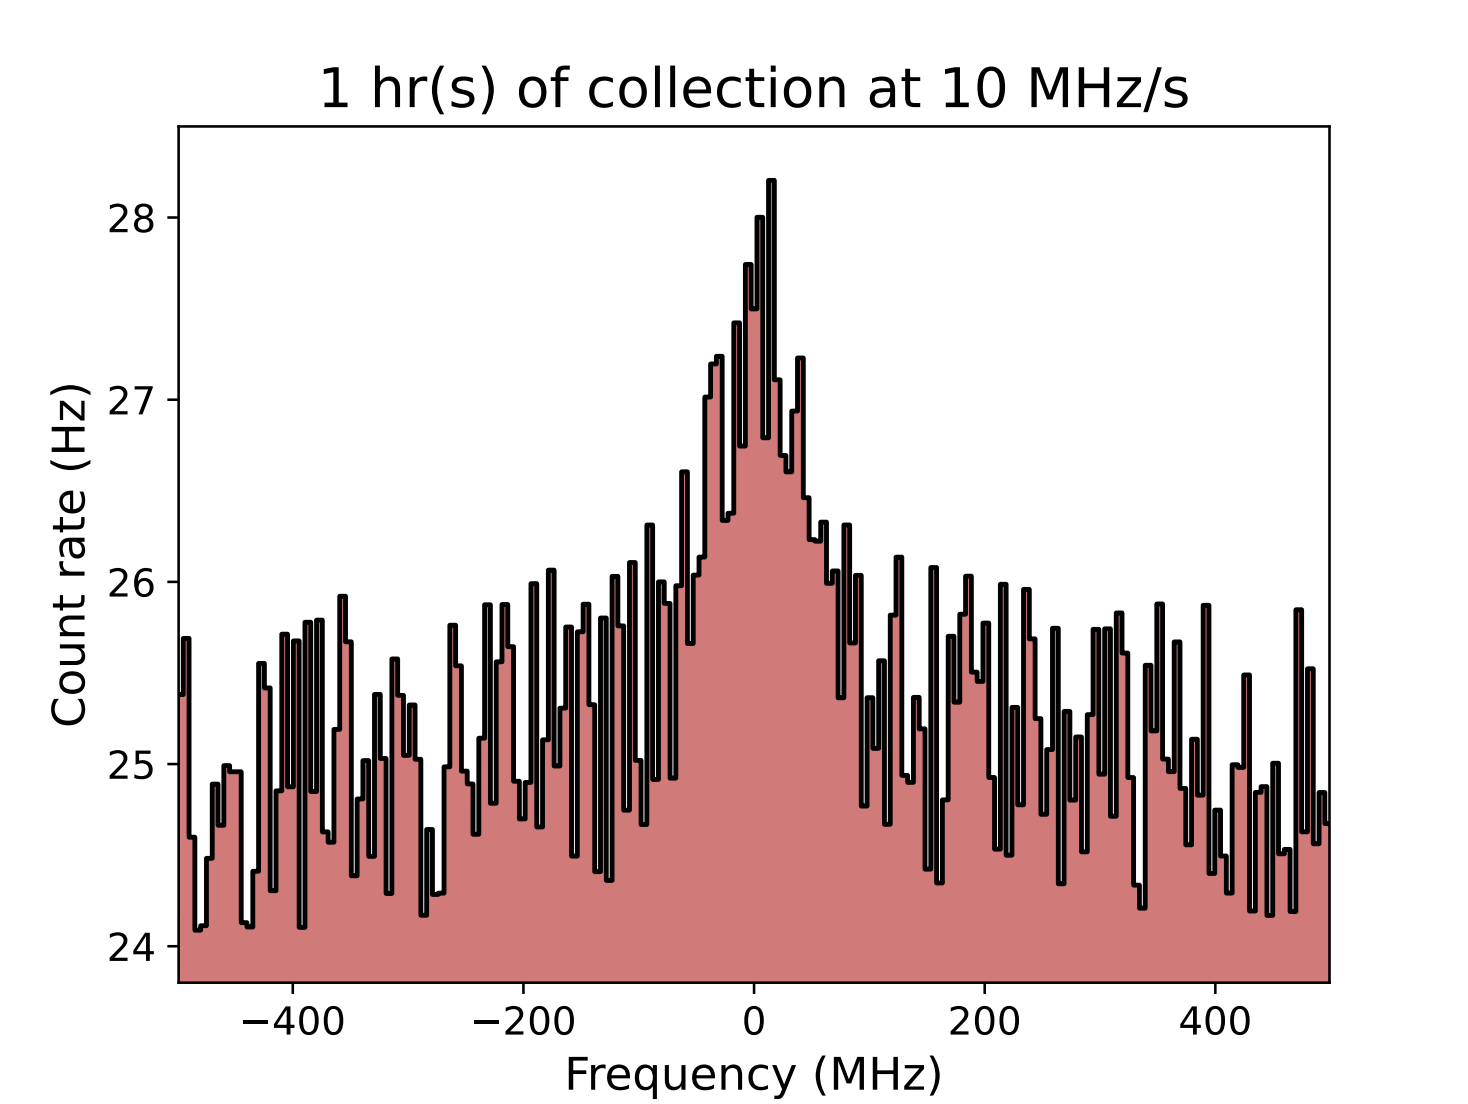 1 hr(s) of collection at 10 MHz/s
Count rate (Hz)
28
27
26
25
24
−400 −200 0 200 400
Frequency (MHz)